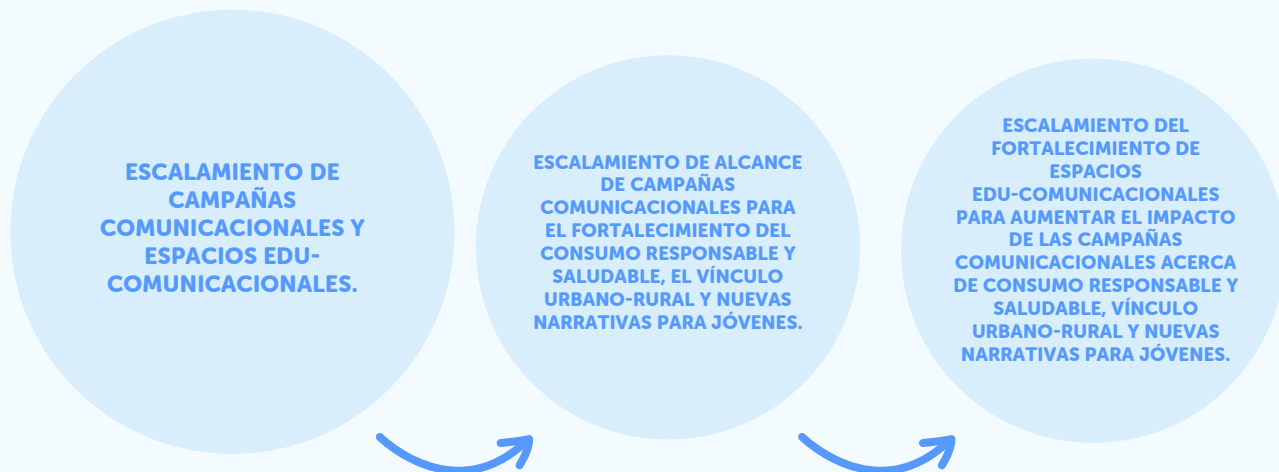 ESCALAMIENTO DE
CAMPAÑAS
COMUNICACIONALES Y
ESPACIOS EDU-
COMUNICACIONALES.
ESCALAMIENTO DE ALCANCE
DE CAMPAÑAS
COMUNICACIONALES PARA
EL FORTALECIMIENTO DEL
CONSUMO RESPONSABLE Y
SALUDABLE, EL VÍNCULO
URBANO-RURAL Y NUEVAS
NARRATIVAS PARA JÓVENES.
ESCALAMIENTO DEL
FORTALECIMIENTO DE
ESPACIOS
EDU-COMUNICACIONALES
PARA AUMENTAR EL IMPACTO
DE LAS CAMPAÑAS
COMUNICACIONALES ACERCA
DE CONSUMO RESPONSABLE Y
SALUDABLE, VÍNCULO
URBANO-RURAL Y NUEVAS
NARRATIVAS PARA JÓVENES.